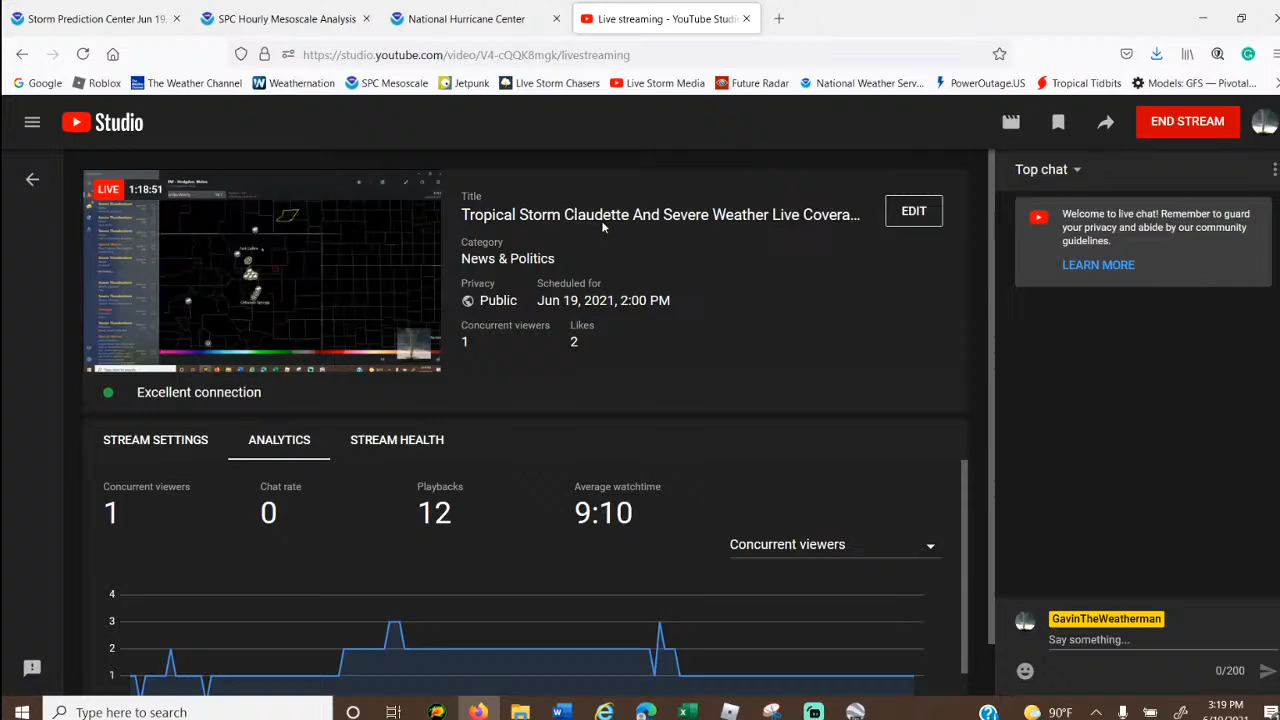 Storm Prediction Center Jun 19,
SPC Hourly Mesoscale Analysis
National Hurricane Center
Live streaming - YouTube Studi
https://studio.youtube.com/video/V4-cQQK8mgk/livestreaming
Google
Roblox
The Weather Channel
Weathernation
SPC Mesoscale
Jetpunk
Live Storm Chasers
Live Storm Media
Future Radar
National Weather Serv...
PowerOutage.US
Tropical Tidbits
Models: GFS — Pivotal...
Studio
END STREAM
LIVE 1:18:51
Title
Tropical Storm Claudette And Severe Weather Live Covera...
EDIT
Category
News & Politics
Privacy
Scheduled for
Public
Jun 19, 2021, 2:00 PM
Concurrent viewers
Likes
1
2
Excellent connection
STREAM SETTINGS
ANALYTICS
STREAM HEALTH
Concurrent viewers
Chat rate
Playbacks
Average watchtime
1
0
12
9:10
Concurrent viewers
4
3
2
1
Top chat
Welcome to live chat! Remember to guard
your privacy and abide by our community
guidelines.
LEARN MORE
GavinTheWeatherman
Say something...
0/200
Type here to search
90°F
3:19 PM